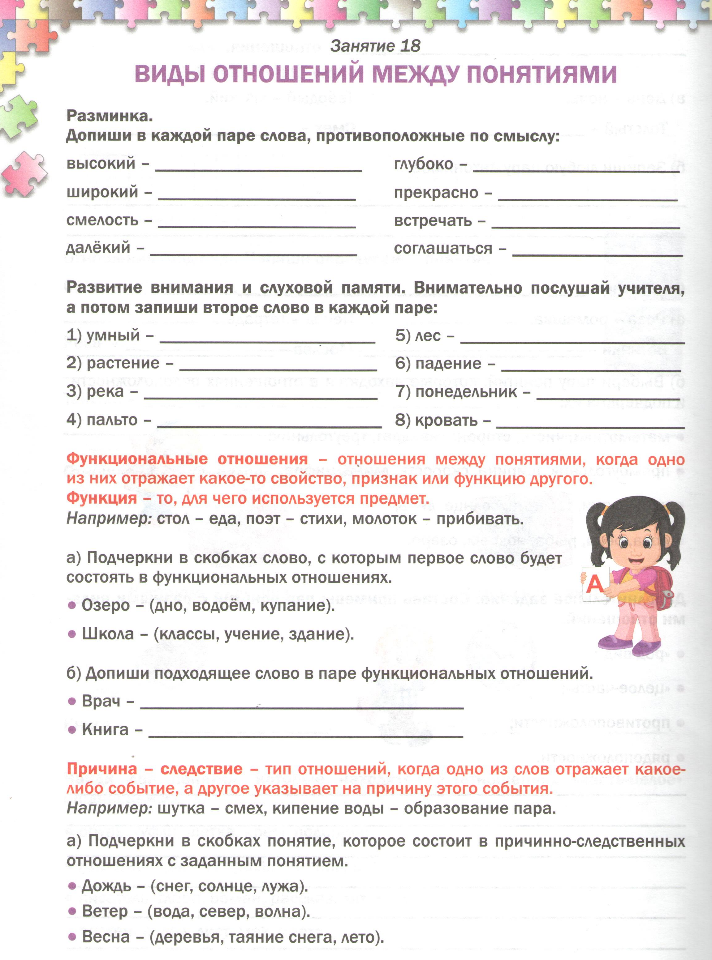 Занятие 18
ВИДЫ ОТНОШЕНИЙ МЕЖДУ ПОНЯТИЯМИ
Разминка.
Допиши в каждой паре слова, противоположные по смыслу:
высокий – ____________ глубоко – ____________
широкий – ____________ прекрасно – ____________
смелость – ____________ встречать – ____________
далёкий – ____________ соглашаться – ____________
Развитие внимания и слуховой памяти. Внимательно послушай учителя,
а потом запиши второе слово в каждой паре:
1) умный – ____________ 5) лес – ____________
2) растение – ____________ 6) падение – ____________
3) река – ____________ 7) понедельник – ____________
4) пальто – ____________ 8) кровать – ____________
Функциональные отношения – отношения между понятиями, когда одно
из них отражает какое-то свойство, признак или функцию другого.
Функция – то, для чего используется предмет.
Например: стол – еда, поэт – стихи, молоток – прибивать.
а) Подчеркни в скобках слово, с которым первое слово будет
состоять в функциональных отношениях.
А
• Озеро – (дно, водоём, купание).
• Школа – (классы, учение, здание).
б) Допиши подходящее слово в паре функциональных отношений.
• Врач – ____________
• Книга – ____________
Причина – следствие – тип отношений, когда одно из слов отражает какое-
либо событие, а другое указывает на причину этого события.
Например: шутка – смех, кипение воды – образование пара.
а) Подчеркни в скобках понятие, которое состоит в причинно-следственных
отношениях с заданным понятием.
• Дождь – (снег, солнце, лужа).
• Ветер – (вода, север, волна).
• Весна – (деревья, таяние снега, лето).